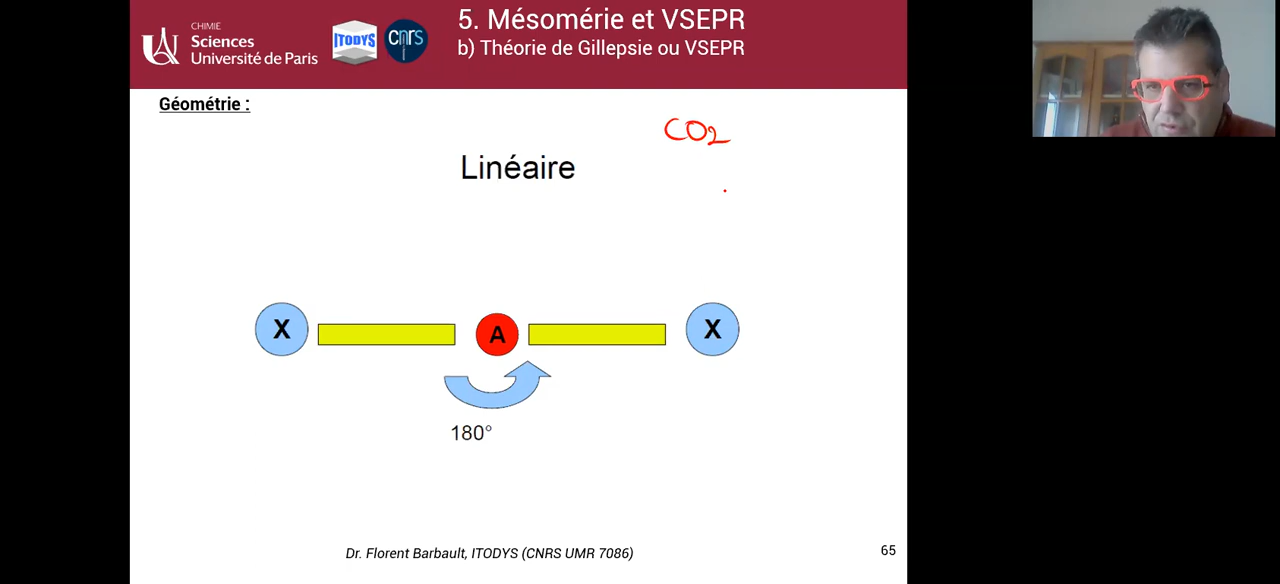 CHIMIE
Sciences
Université de Paris
ITODYS
cnrs
5. Mésomérie et VSEPR
b) Théorie de Gillepsie ou VSEPR
Géométrie :
CO2
Linéaire
X A X
180°
Dr. Florent Barbault, ITODYS (CNRS UMR 7086)
65